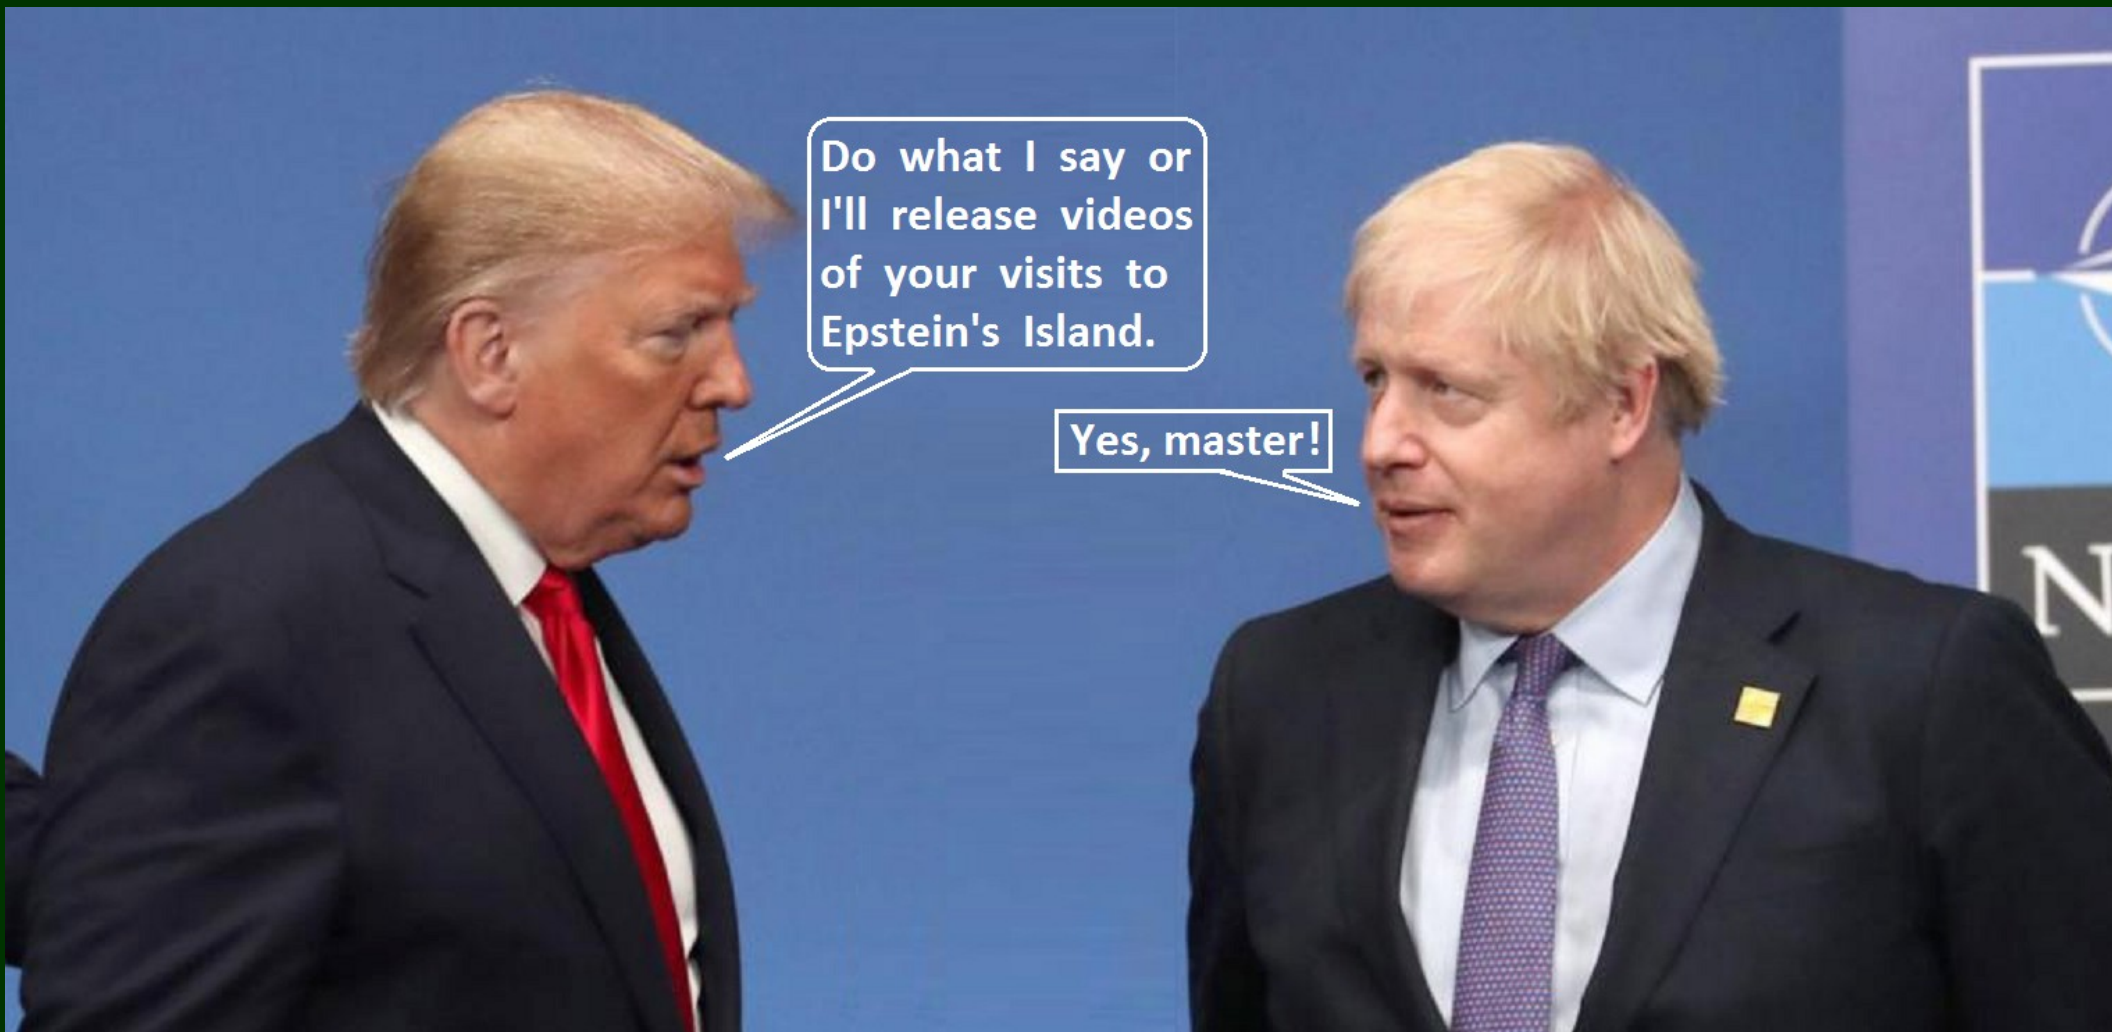 Do what I say or
I'll release videos
of your visits to
Epstein's Island.
Yes, master!
N